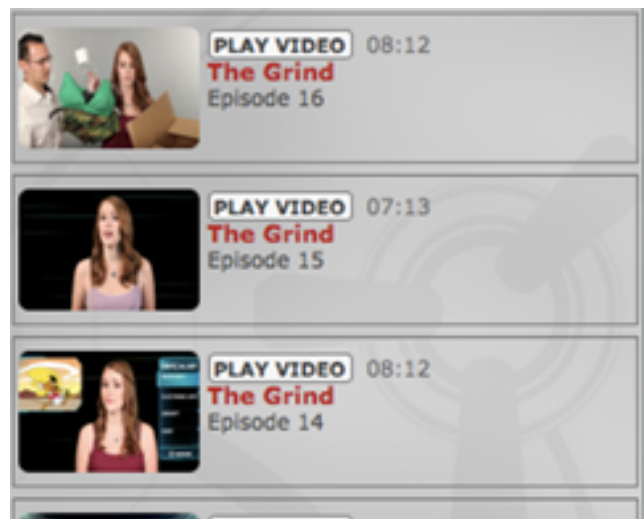 PLAY VIDEO 08:12
The Grind
Episode 16
PLAY VIDEO 07:13
The Grind
Episode 15
PLAY VIDEO 08:12
The Grind
Episode 14